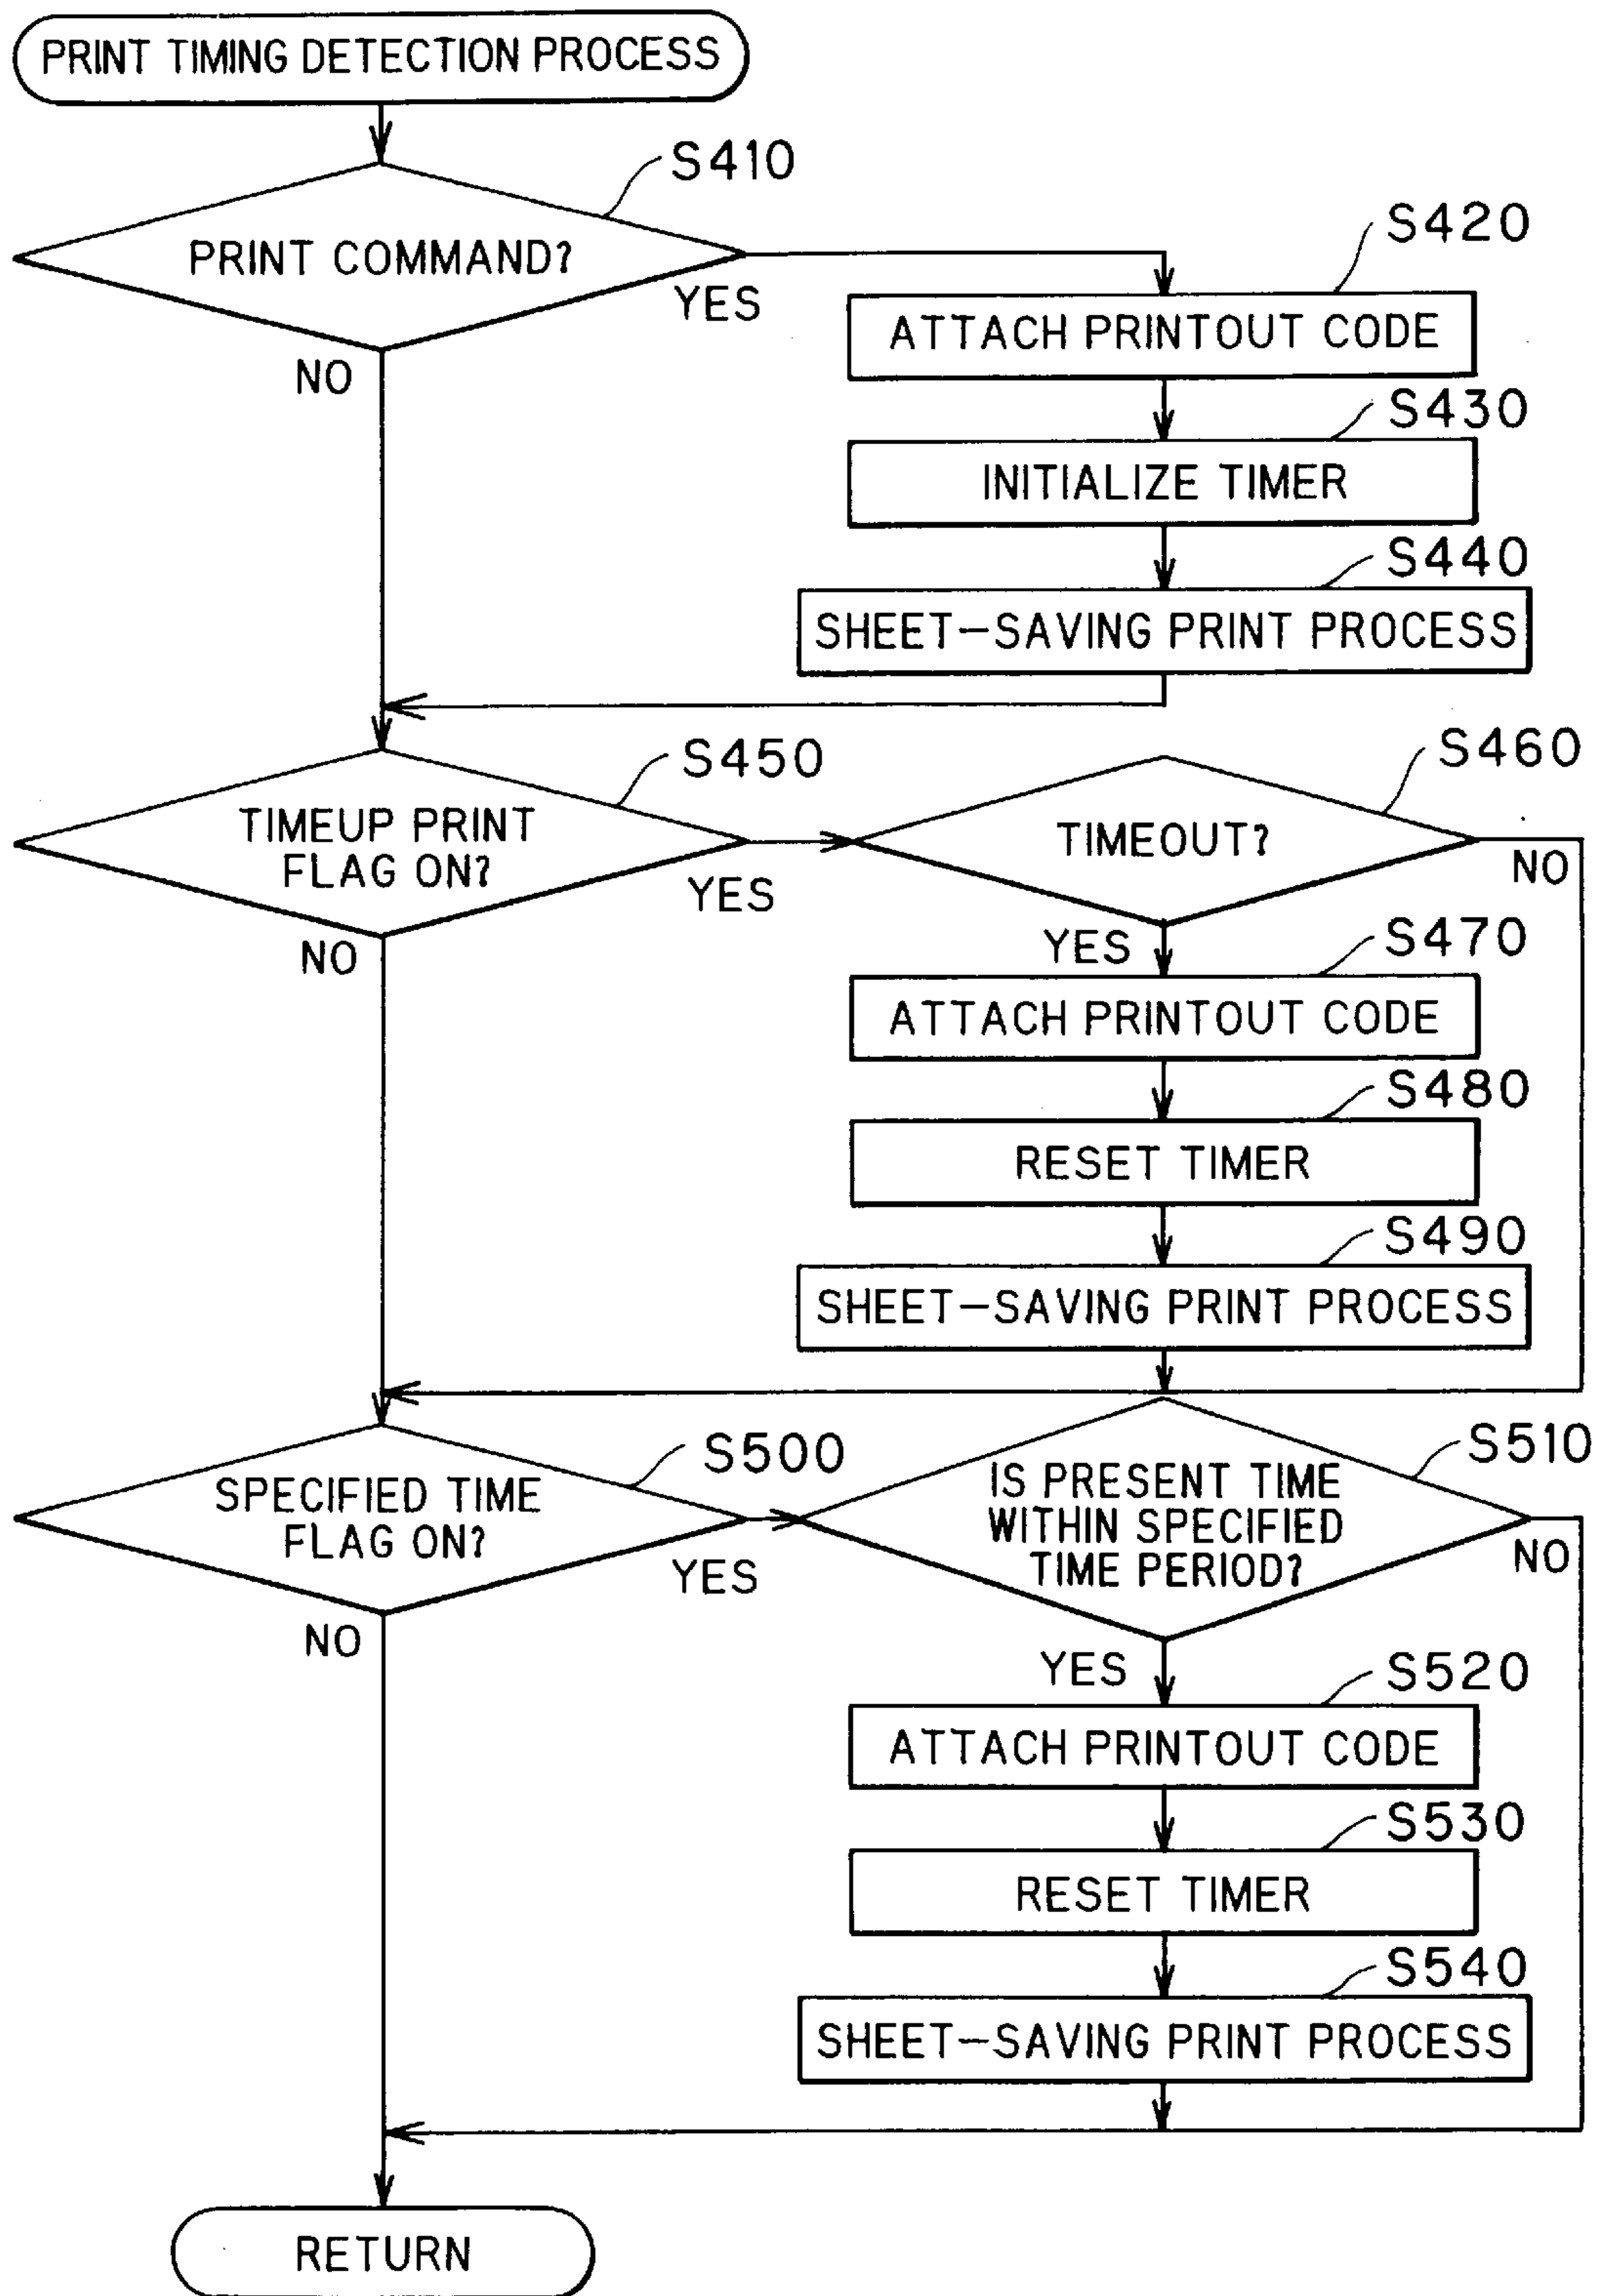 PRINT TIMING DETECTION PROCESS
S410
PRINT COMMAND?
YES
NO
S420
ATTACH PRINTOUT CODE
S430
INITIALIZE TIMER
S440
SHEET-SAVING PRINT PROCESS
S450
TIMEUP PRINT
FLAG ON?
YES
NO
S460
TIMEOUT?
NO
YES
S470
ATTACH PRINTOUT CODE
S480
RESET TIMER
S490
SHEET-SAVING PRINT PROCESS
S500
SPECIFIED TIME
FLAG ON?
YES
NO
S510
IS PRESENT TIME
WITHIN SPECIFIED
TIME PERIOD?
NO
YES
S520
ATTACH PRINTOUT CODE
S530
RESET TIMER
S540
SHEET-SAVING PRINT PROCESS
RETURN